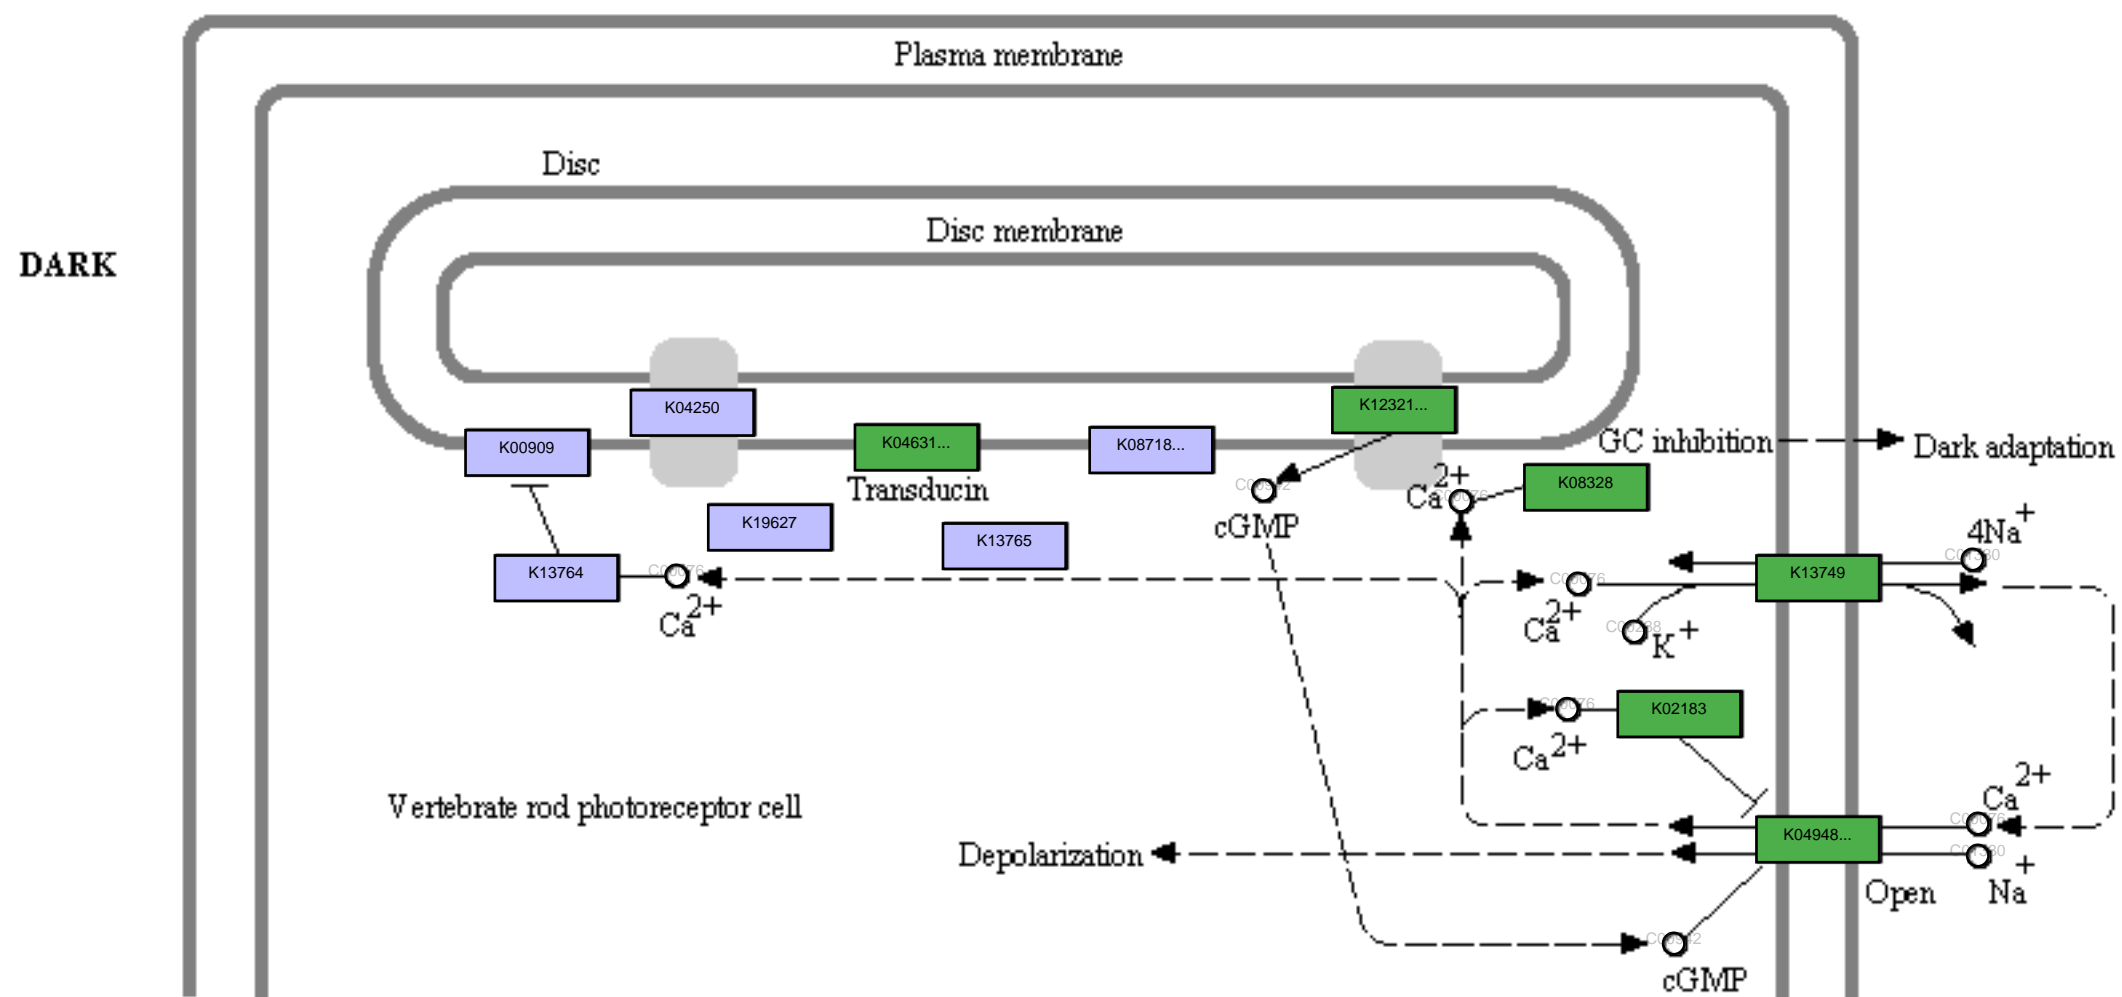 Plasma membrane
Disc
Disc membrane
DARK
K04250
K12321...
K00909
K04631...
K08718...
GC inhibition
Dark adaptation
Transducin
Ca2+
K08328
cGMP
K19627
K13765
4Na+
K13764
K13749
Ca2+
Ca2+
K+
K02183
Ca2+
Vertebrate rod photoreceptor cell
Ca2+
K04948...
Depolarization
Open
Na+
cGMP